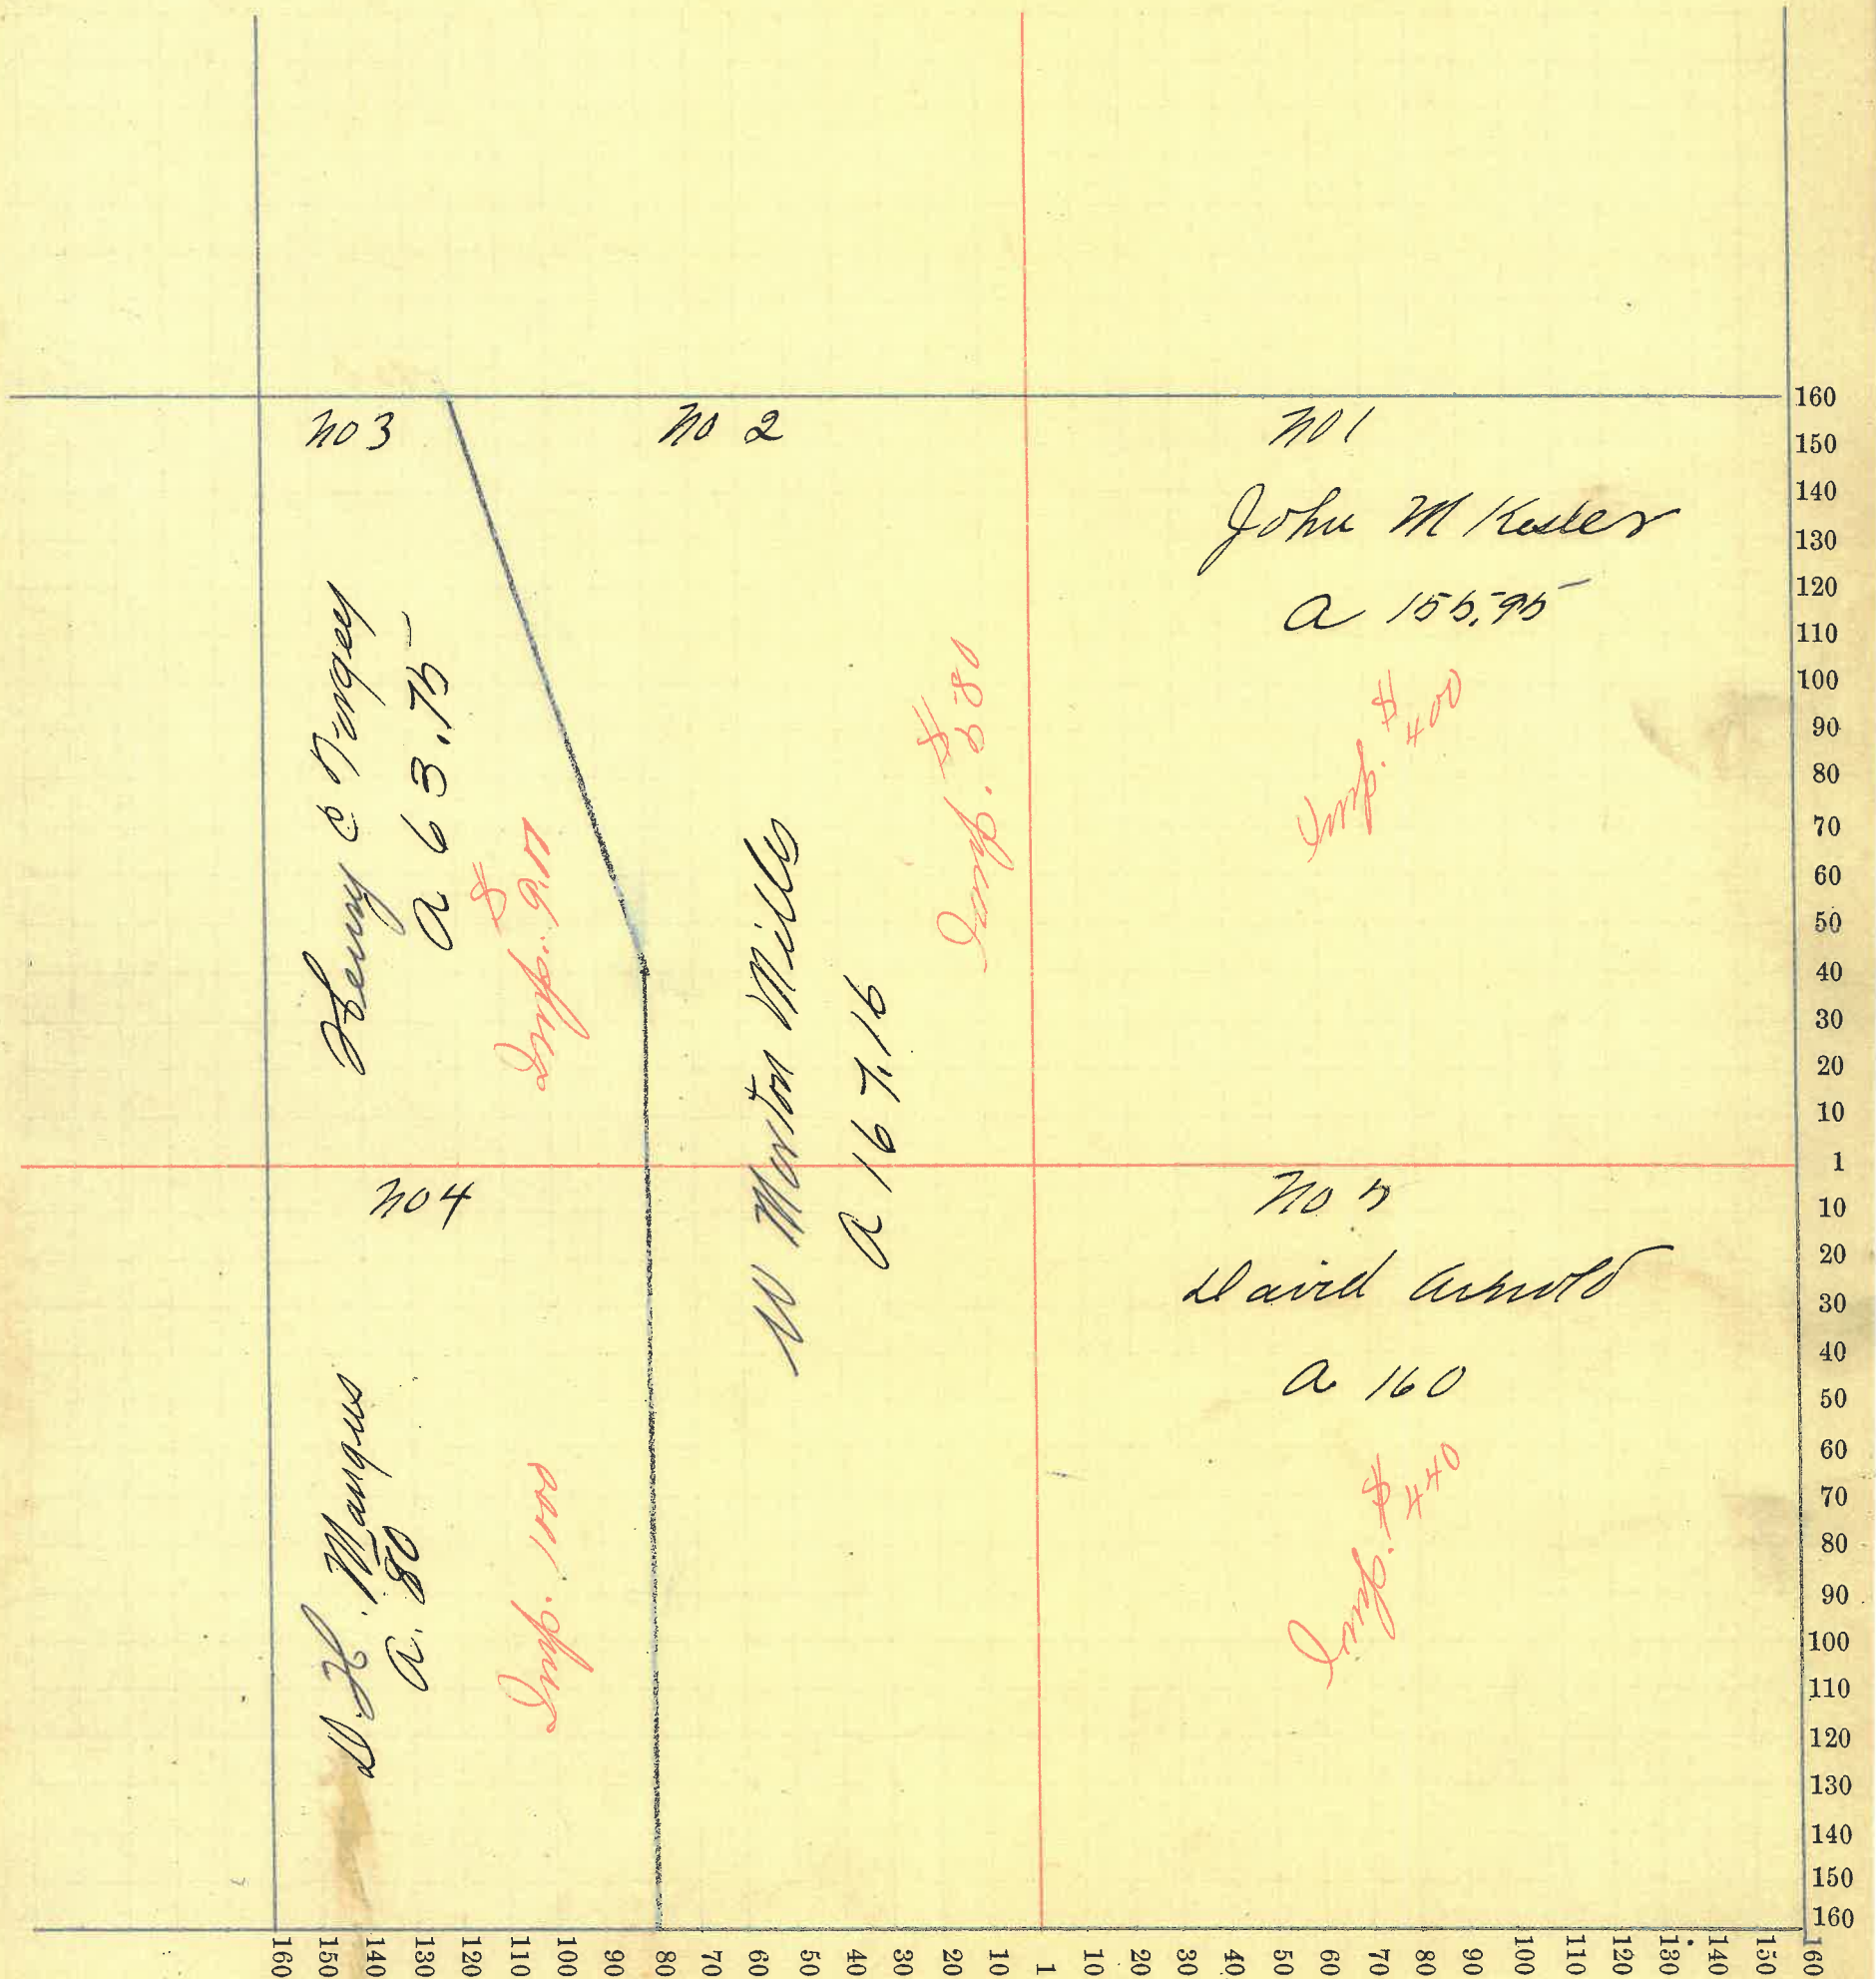 no 3
no 2
no 1
John M Kesler
a 155.95
Imp. $ 400
Henry C
a 63.75
Imp. $
W Morton Mills
a 167.16
Imp. $
no 4
D H. Mangus
a. 80
Imp. 1000
no 5
David Arnold
a 160
Imp. $ 440
160
150
140
130
120
110
100
90
80
70
60
50
40
30
20
10
1
10
20
30
40
50
60
70
80
90
100
110
120
130
140
150
160
160 150 140 130 120 110 100 90 80 70 60 50 40 30 20 10 1 10 20 30 40 50 60 70 80 90 100 110 120 130 140 150 160